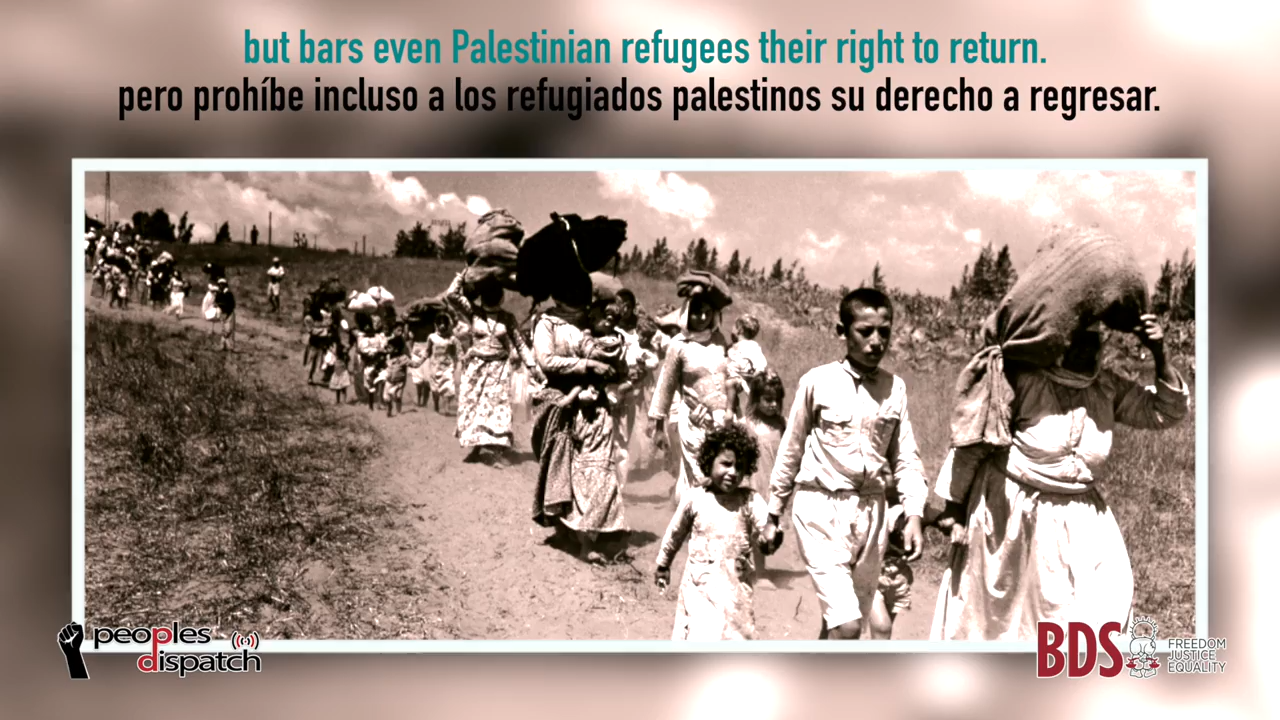 but bars even Palestinian refugees their right to return.
pero prohíbe incluso a los refugiados palestinos su derecho a regresar.
peoples
dispatch
BDS
FREEDOM
JUSTICE
EQUALITY